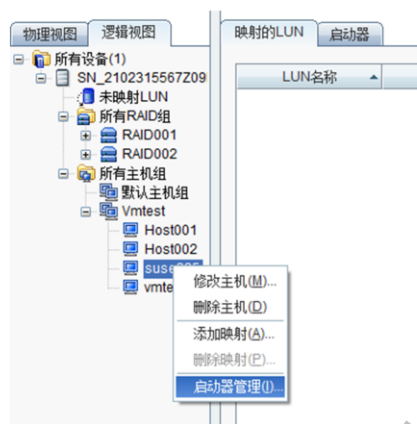 物理视图 逻辑视图 映射的LUN 启动器
所有设备(1)
SN_2102315567Z09
LUN名称
未映射LUN
所有RAID组
RAID001
RAID002
所有主机组
默认主机组
Vmtest
Host001
Host002
suse
vmte
修改主机(M)...
删除主机(D)
添加映射(A)...
删除映射(P)...
启动器管理(I)...